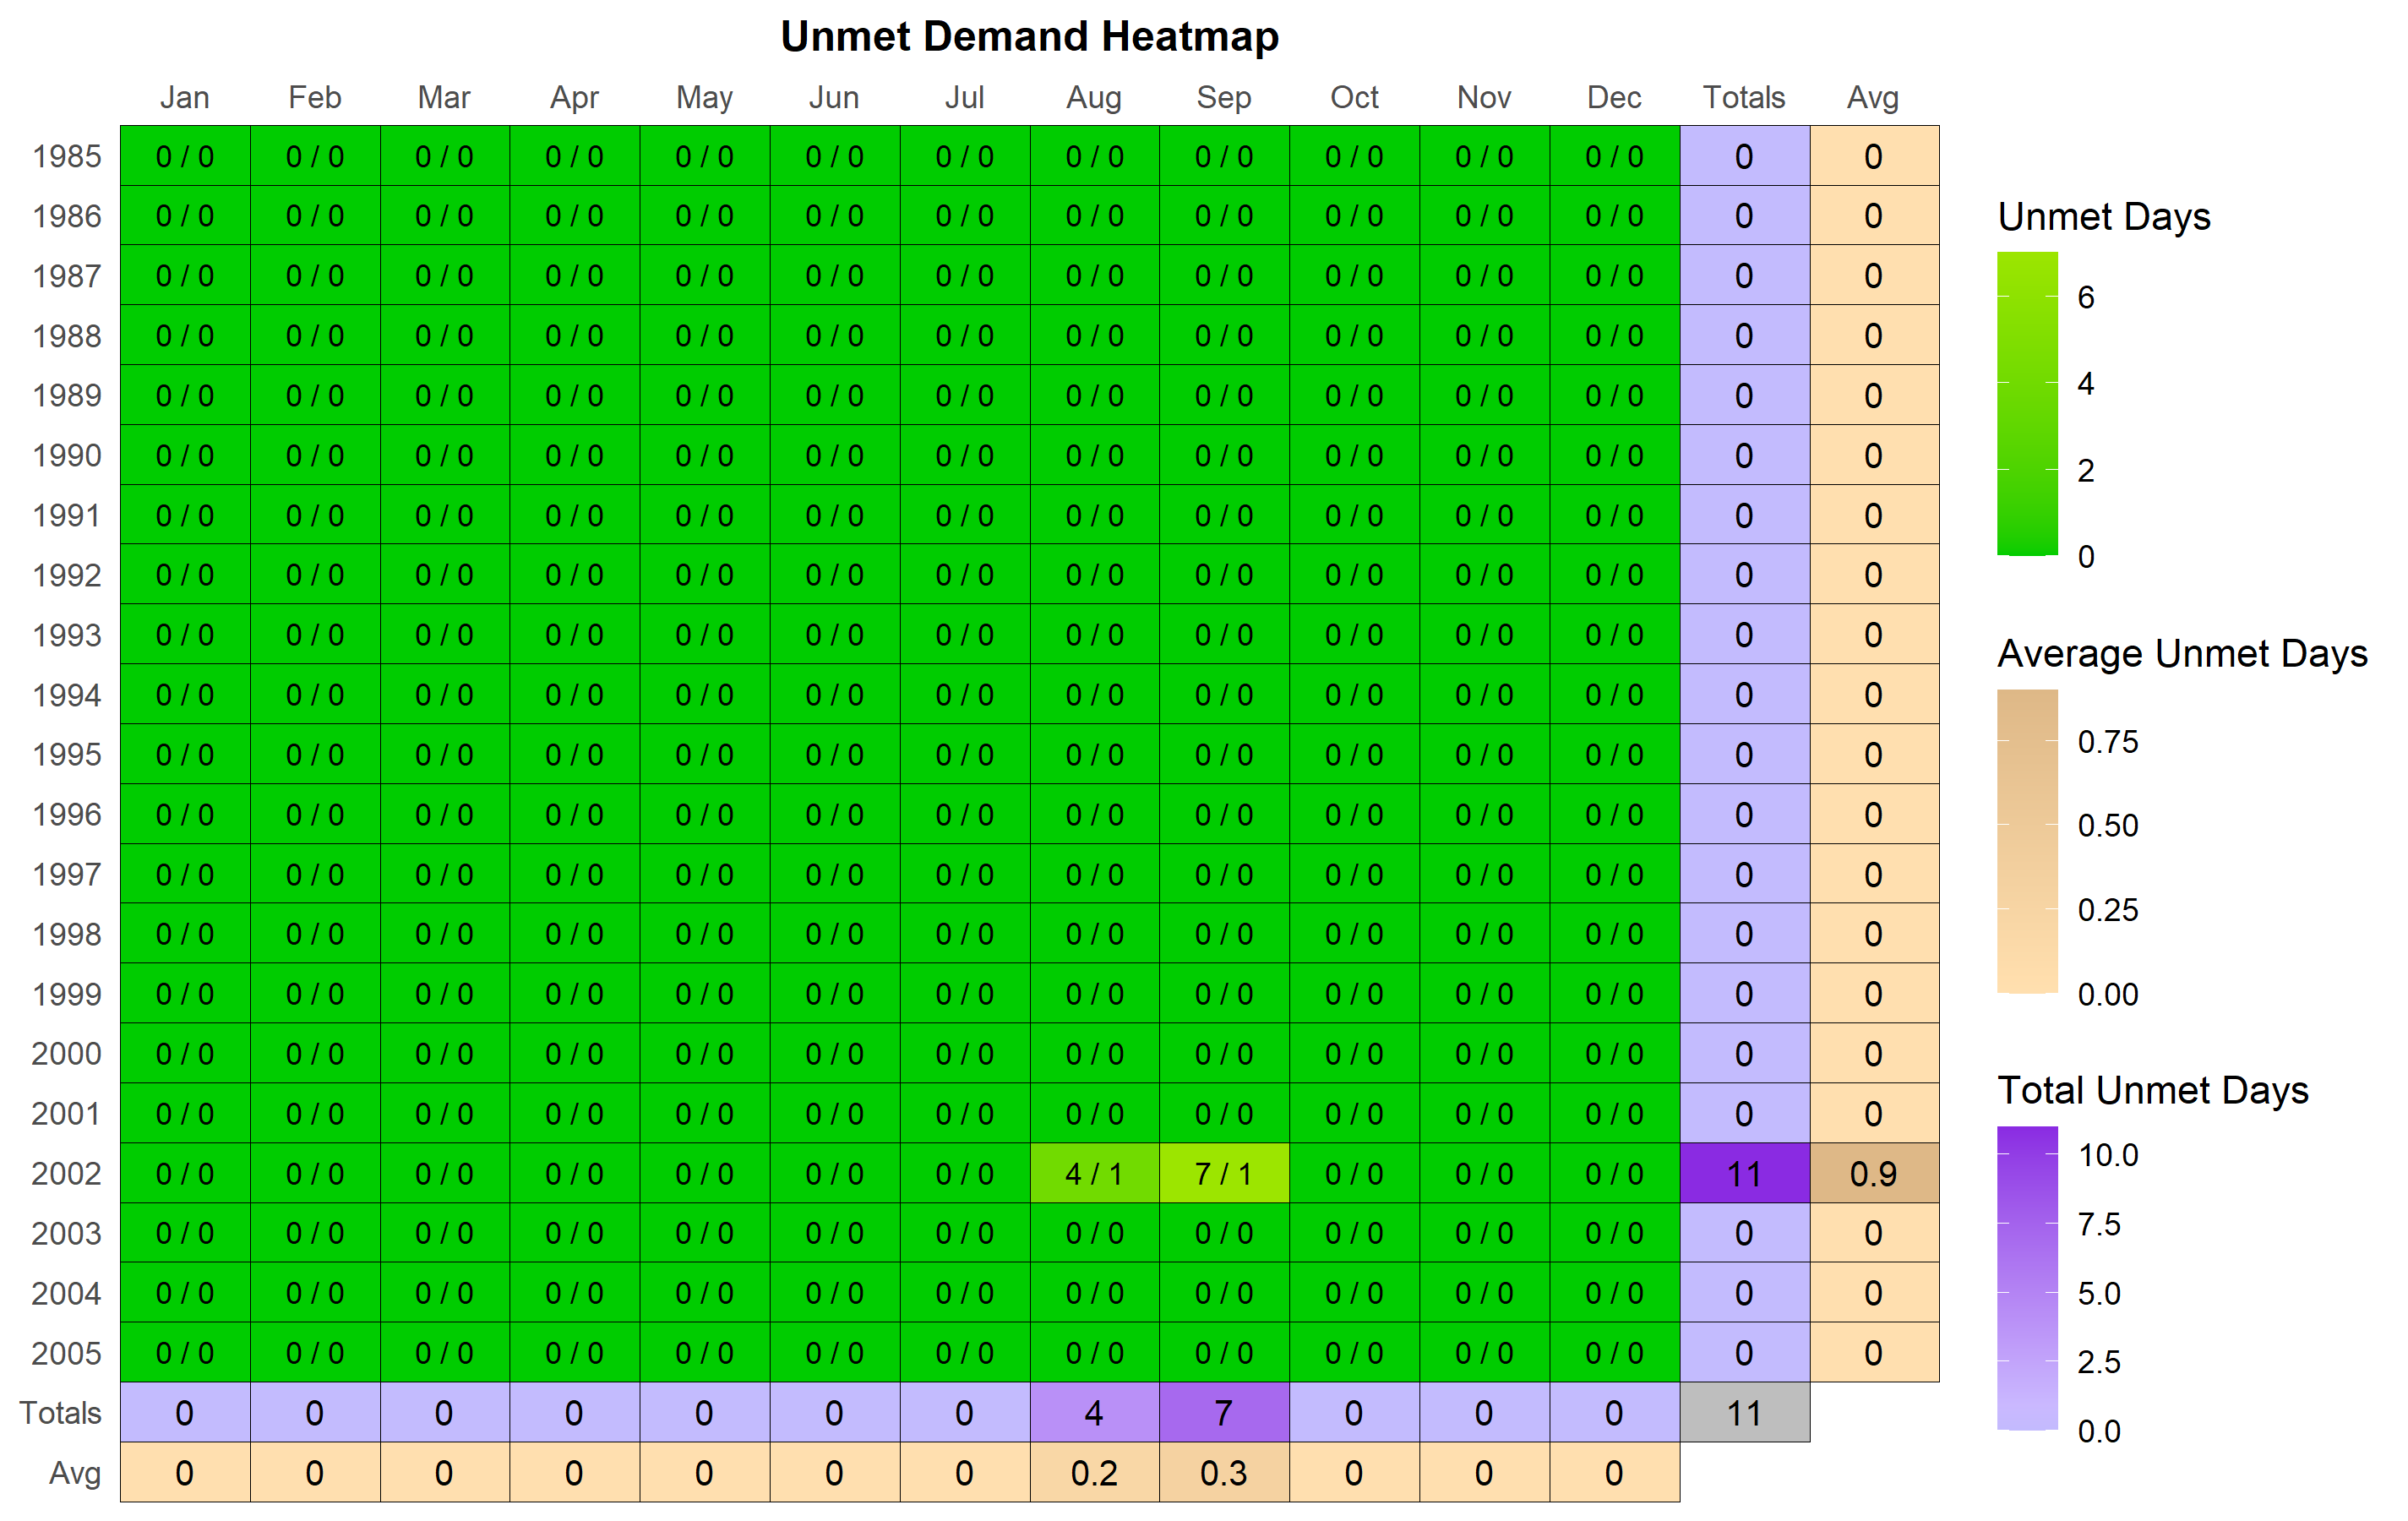 Unmet Demand Heatmap
Jan Feb Mar Apr May Jun Jul Aug Sep Oct Nov Dec Totals Avg
1985 0 / 0 0 / 0 0 / 0 0 / 0 0 / 0 0 / 0 0 / 0 0 / 0 0 / 0 0 / 0 0 / 0 0 / 0 0 0
1986 0 / 0 0 / 0 0 / 0 0 / 0 0 / 0 0 / 0 0 / 0 0 / 0 0 / 0 0 / 0 0 / 0 0 / 0 0 0
1987 0 / 0 0 / 0 0 / 0 0 / 0 0 / 0 0 / 0 0 / 0 0 / 0 0 / 0 0 / 0 0 / 0 0 / 0 0 0
1988 0 / 0 0 / 0 0 / 0 0 / 0 0 / 0 0 / 0 0 / 0 0 / 0 0 / 0 0 / 0 0 / 0 0 / 0 0 0
1989 0 / 0 0 / 0 0 / 0 0 / 0 0 / 0 0 / 0 0 / 0 0 / 0 0 / 0 0 / 0 0 / 0 0 / 0 0 0
1990 0 / 0 0 / 0 0 / 0 0 / 0 0 / 0 0 / 0 0 / 0 0 / 0 0 / 0 0 / 0 0 / 0 0 / 0 0 0
1991 0 / 0 0 / 0 0 / 0 0 / 0 0 / 0 0 / 0 0 / 0 0 / 0 0 / 0 0 / 0 0 / 0 0 / 0 0 0
1992 0 / 0 0 / 0 0 / 0 0 / 0 0 / 0 0 / 0 0 / 0 0 / 0 0 / 0 0 / 0 0 / 0 0 / 0 0 0
1993 0 / 0 0 / 0 0 / 0 0 / 0 0 / 0 0 / 0 0 / 0 0 / 0 0 / 0 0 / 0 0 / 0 0 / 0 0 0
1994 0 / 0 0 / 0 0 / 0 0 / 0 0 / 0 0 / 0 0 / 0 0 / 0 0 / 0 0 / 0 0 / 0 0 / 0 0 0
1995 0 / 0 0 / 0 0 / 0 0 / 0 0 / 0 0 / 0 0 / 0 0 / 0 0 / 0 0 / 0 0 / 0 0 / 0 0 0
1996 0 / 0 0 / 0 0 / 0 0 / 0 0 / 0 0 / 0 0 / 0 0 / 0 0 / 0 0 / 0 0 / 0 0 / 0 0 0
1997 0 / 0 0 / 0 0 / 0 0 / 0 0 / 0 0 / 0 0 / 0 0 / 0 0 / 0 0 / 0 0 / 0 0 / 0 0 0
1998 0 / 0 0 / 0 0 / 0 0 / 0 0 / 0 0 / 0 0 / 0 0 / 0 0 / 0 0 / 0 0 / 0 0 / 0 0 0
1999 0 / 0 0 / 0 0 / 0 0 / 0 0 / 0 0 / 0 0 / 0 0 / 0 0 / 0 0 / 0 0 / 0 0 / 0 0 0
2000 0 / 0 0 / 0 0 / 0 0 / 0 0 / 0 0 / 0 0 / 0 0 / 0 0 / 0 0 / 0 0 / 0 0 / 0 0 0
2001 0 / 0 0 / 0 0 / 0 0 / 0 0 / 0 0 / 0 0 / 0 0 / 0 0 / 0 0 / 0 0 / 0 0 / 0 0 0
2002 0 / 0 0 / 0 0 / 0 0 / 0 0 / 0 0 / 0 0 / 0 4 / 1 7 / 1 0 / 0 0 / 0 0 / 0 11 0.9
2003 0 / 0 0 / 0 0 / 0 0 / 0 0 / 0 0 / 0 0 / 0 0 / 0 0 / 0 0 / 0 0 / 0 0 / 0 0 0
2004 0 / 0 0 / 0 0 / 0 0 / 0 0 / 0 0 / 0 0 / 0 0 / 0 0 / 0 0 / 0 0 / 0 0 / 0 0 0
2005 0 / 0 0 / 0 0 / 0 0 / 0 0 / 0 0 / 0 0 / 0 0 / 0 0 / 0 0 / 0 0 / 0 0 / 0 0 0
Totals 0 0 0 0 0 0 0 4 7 0 0 0 11
Avg 0 0 0 0 0 0 0 0.2 0.3 0 0 0
Unmet Days
6
4
2
0
Average Unmet Days
0.75
0.50
0.25
0.00
Total Unmet Days
10.0
7.5
5.0
2.5
0.0